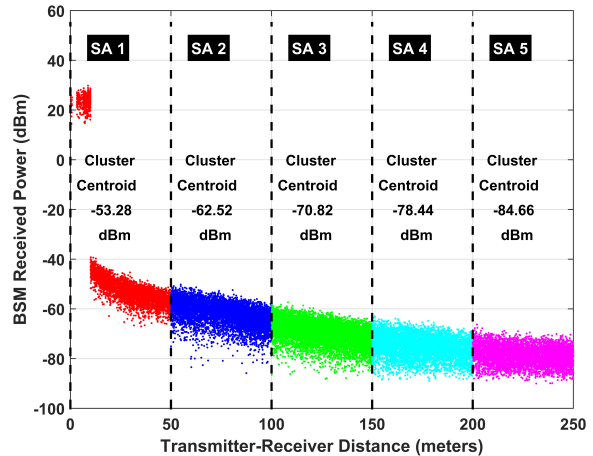 60
40
20
0
-20
-40
-60
-80
-100
BSM Received Power (dBm)
SA 1 SA 2 SA 3 SA 4 SA 5
Cluster Cluster Cluster Cluster Cluster
Centroid Centroid Centroid Centroid Centroid
-53.28 -62.52 -70.82 -78.44 -84.66
dBm dBm dBm dBm dBm
0 50 100 150 200 250
Transmitter-Receiver Distance (meters)